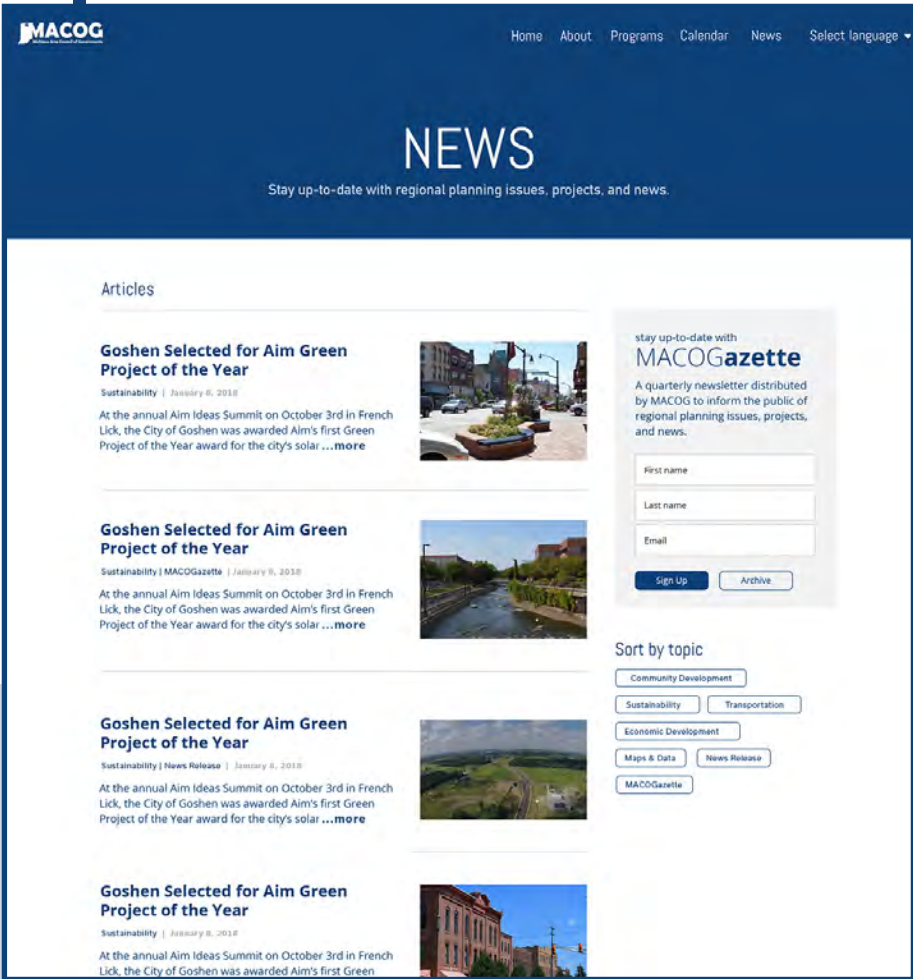 MACOG
Home About Programs Calendar News Select language
NEWS
Stay up-to-date with regional planning issues, projects, and news.
Articles
Goshen Selected for Aim Green
Project of the Year
Sustainability | January 8, 2018
At the annual Aim Ideas Summit on October 3rd in French
Lick, the City of Goshen was awarded Aim's first Green
Project of the Year award for the city's solar ...more
Goshen Selected for Aim Green
Project of the Year
Sustainability | MACOGazette | January 8, 2018
At the annual Aim Ideas Summit on October 3rd in French
Lick, the City of Goshen was awarded Aim's first Green
Project of the Year award for the city's solar ...more
Goshen Selected for Aim Green
Project of the Year
Sustainability | News Release | January 8, 2018
At the annual Aim Ideas Summit on October 3rd in French
Lick, the City of Goshen was awarded Aim's first Green
Project of the Year award for the city's solar ...more
Goshen Selected for Aim Green
Project of the Year
Sustainability | January 8, 2018
At the annual Aim Ideas Summit on October 3rd in French
Lick, the City of Goshen was awarded Aim's first Green
stay up-to-date with
MACOGazette
A quarterly newsletter distributed
by MACOG to inform the public of
regional planning issues, projects,
and news.
First name
Last name
Email
Sign Up Archive
Sort by topic
Community Development
Sustainability Transportation
Economic Development
Maps & Data News Release
MACOGazette